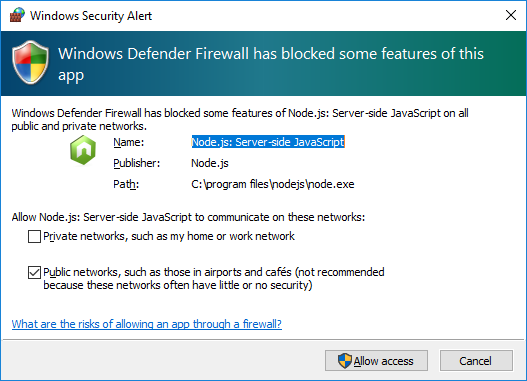 Windows Security Alert
Windows Defender Firewall has blocked some features of this
app
Windows Defender Firewall has blocked some features of Node.js: Server-side JavaScript on all
public and private networks.
Name: Node.js: Server-side JavaScript
Publisher: Node.js
Path: C:\program files\nodejs\node.exe
Allow Node.js: Server-side JavaScript to communicate on these networks:
Private networks, such as my home or work network
Public networks, such as those in airports and cafés (not recommended
because these networks often have little or no security)
What are the risks of allowing an app through a firewall?
Allow access Cancel